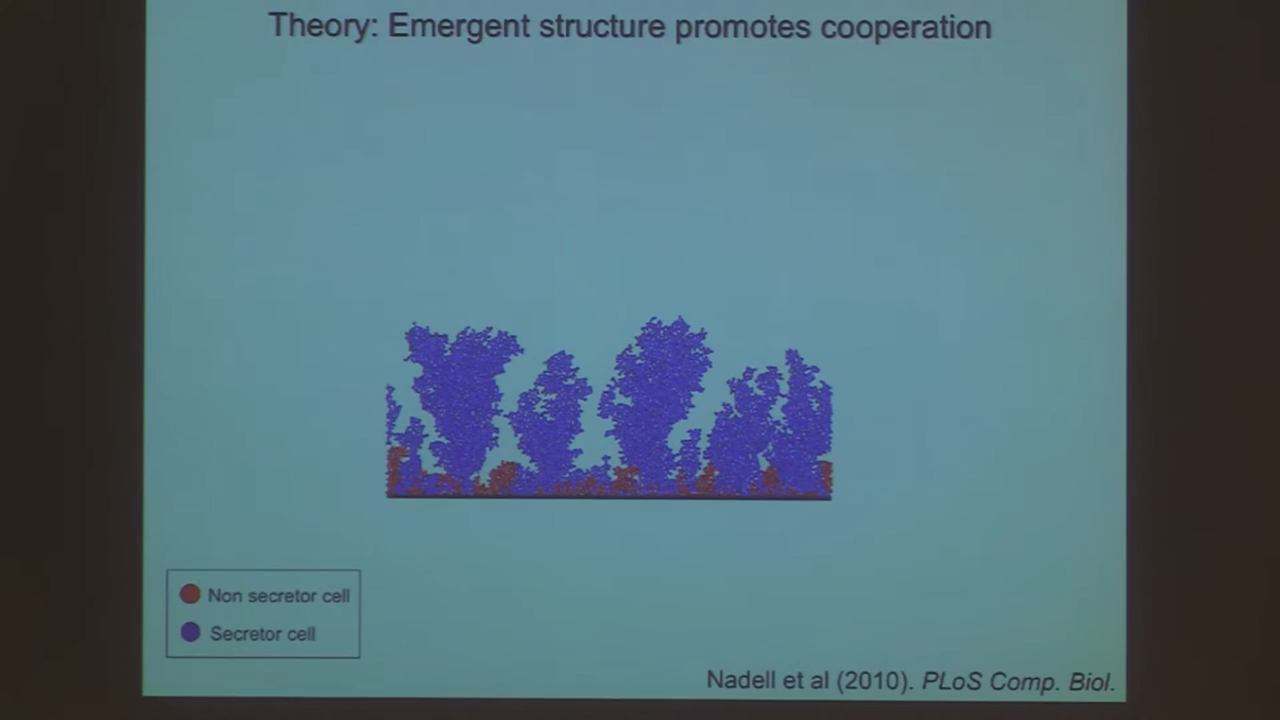 Theory: Emergent structure promotes cooperation
Non secretor cell
Secretor cell
Nadell et al (2010). PLoS Comp. Biol.